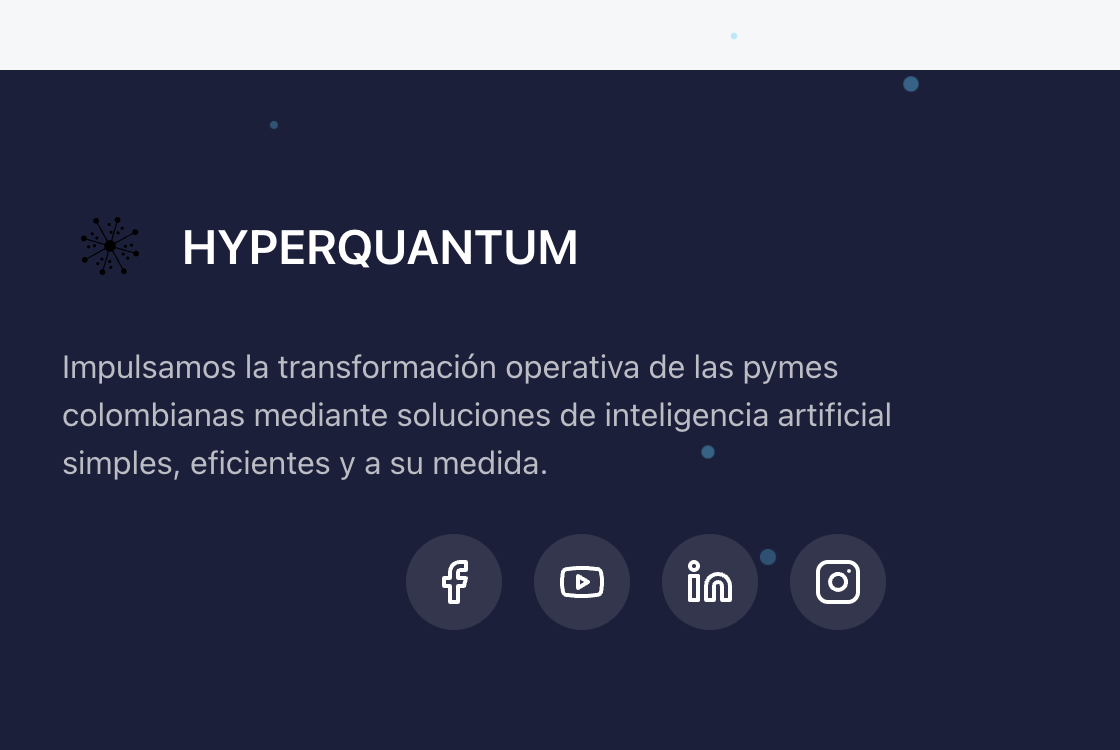 HYPERQUANTUM
Impulsamos la transformación operativa de las pymes
colombianas mediante soluciones de inteligencia artificial
simples, eficientes y a su medida.